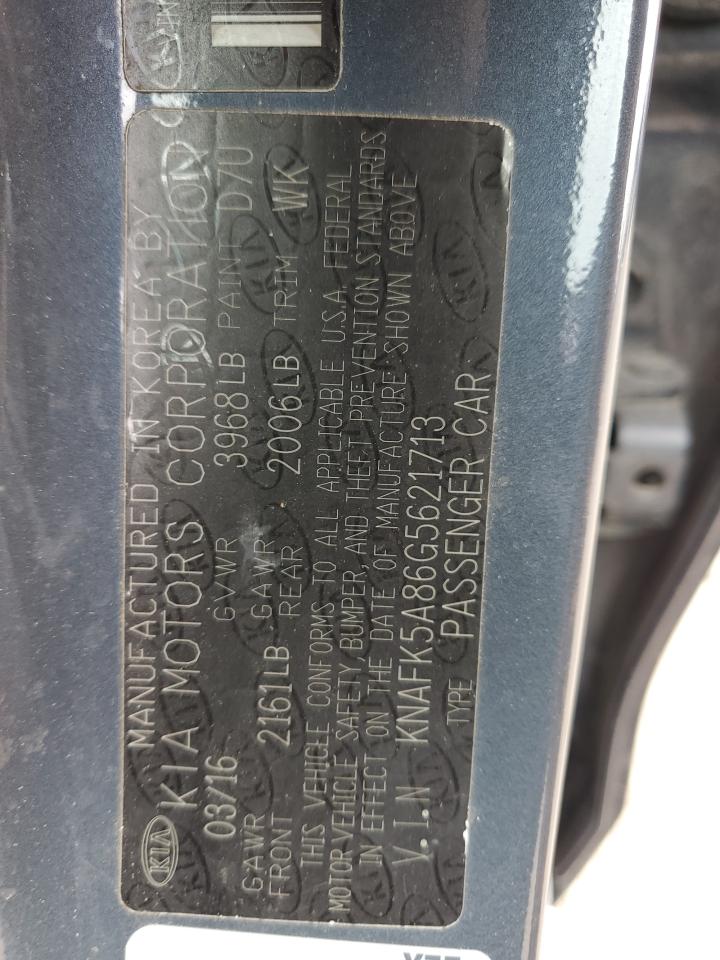 KIA
MANUFACTURED IN KOREA BY
KIA MOTORS CORPORATION
03/16 GVWR 3968LB PAINT D7U
GAWR FRONT 2161LB GAWR REAR 2006LB TRIM WK
THIS VEHICLE CONFORMS TO ALL APPLICABLE U.S.A. FEDERAL
MOTOR VEHICLE SAFETY, BUMPER, AND THEFT PREVENTION STANDARDS
IN EFFECT ON THE DATE OF MANUFACTURE SHOWN ABOVE
V.I.N KNAFK5A86G5621713
TYPE PASSENGER CAR